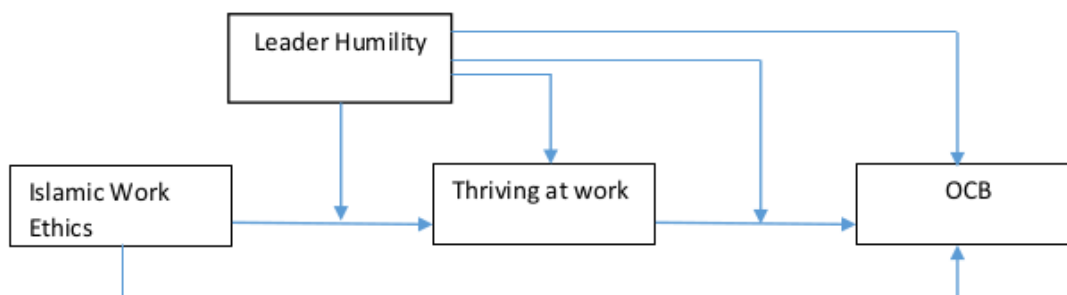 Leader Humility
Islamic Work
Ethics
Thriving at work
OCB